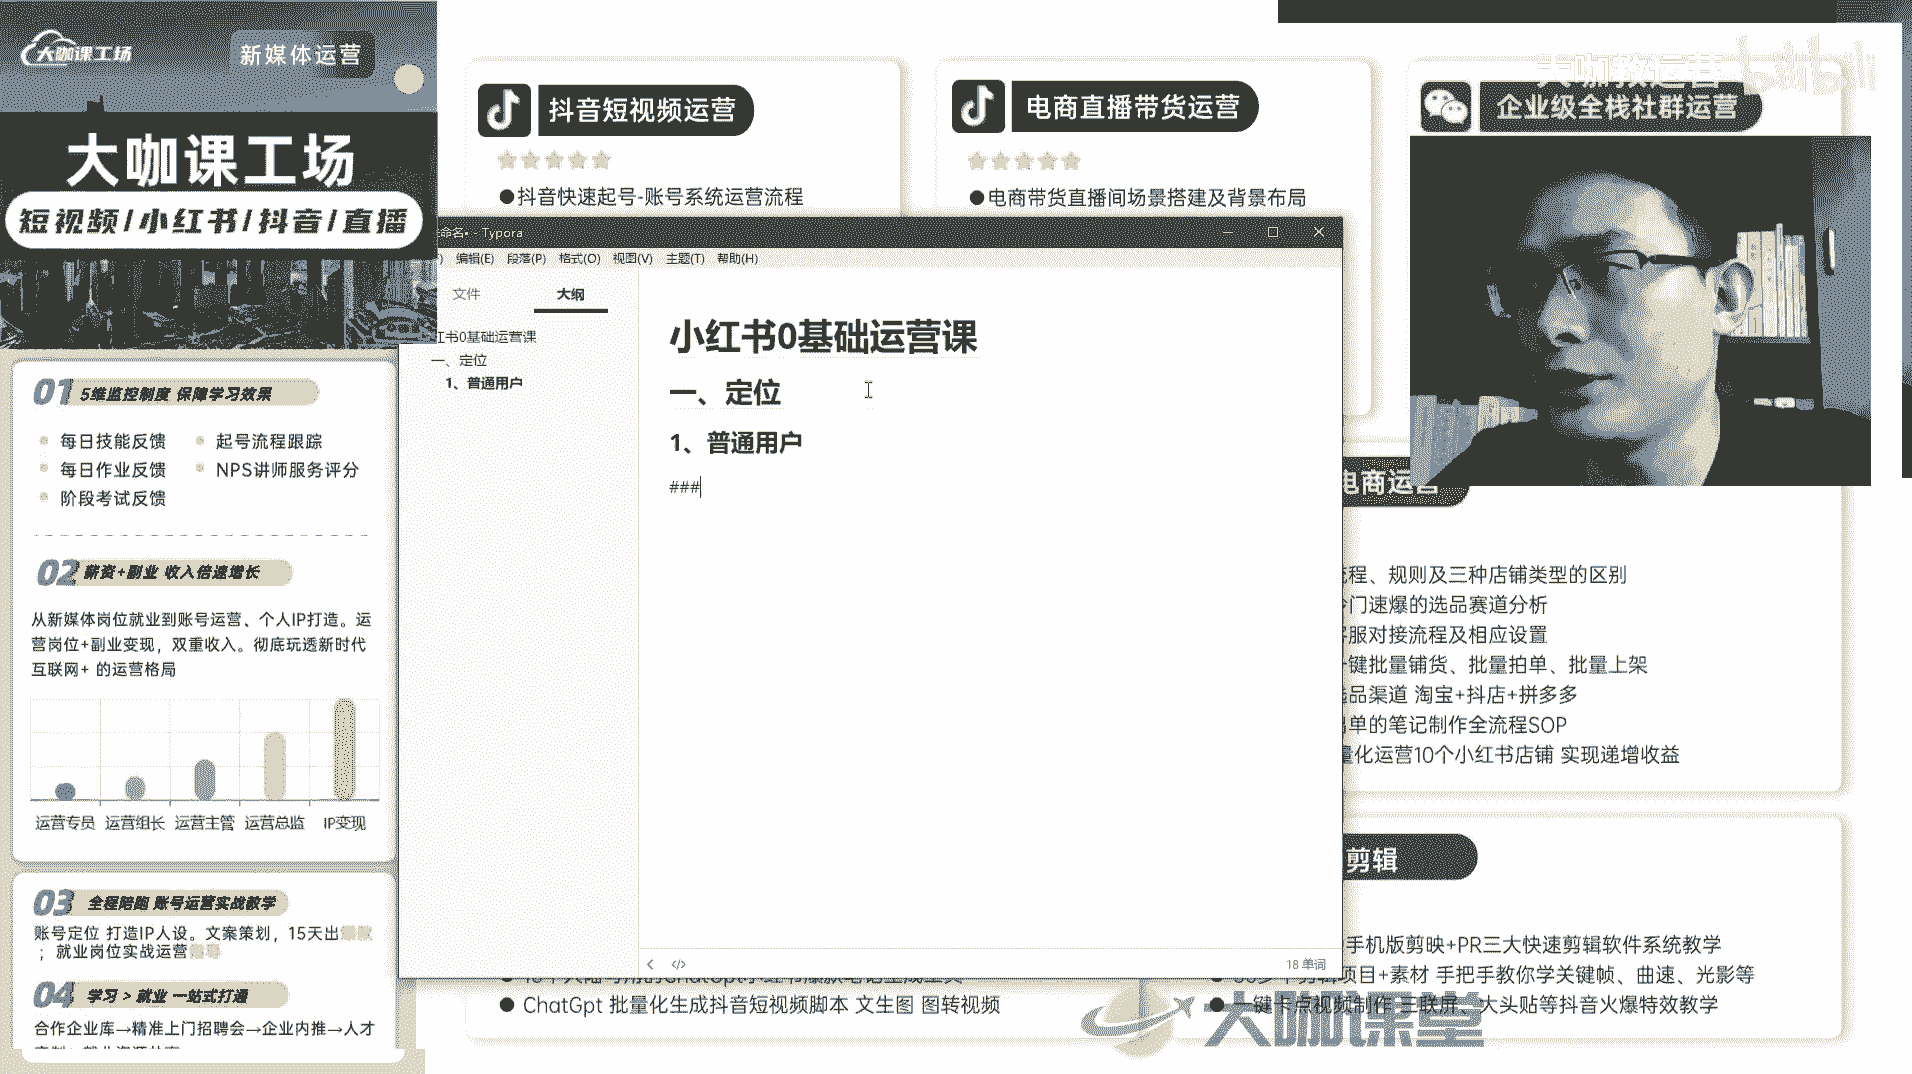 大咖课工场
新媒体运营
大咖课工场
短视频/小红书/抖音/直播
01 5维监控制度 保障学习效果
每日技能反馈
起号流程跟踪
每日作业反馈
NPS讲师服务评分
阶段考试反馈
02 薪资+副业 收入倍速增长
从新媒体岗位就业到账号运营、个人IP打造。运
营岗位+副业变现，双重收入。彻底玩透新时代
互联网+ 的运营格局
运营专员 运营组长 运营主管 运营总监 IP变现
03 全程陪跑 账号运营实战教学
账号定位 打造IP人设。文案策划，15天出
；就业岗位实战运营
04 学习 > 就业 一站式打通
合作企业库→精准上门招聘会→企业内推→人才
抖音短视频运营
●抖音快速起号-账号系统运营流程
电商直播带货运营
●电商带货直播间场景搭建及背景布局
大咖教运营 bilibili
企业级全栈社群运营
命名• - Typora
编辑(E) 段落(P) 格式(O) 视图(V) 主题(T) 帮助(H)
文件
大纲
红书0基础运营课
一、定位
1、普通用户
小红书0基础运营课
一、定位
1、普通用户
###
</>
18 单词
电商运营
流程、规则及三种店铺类型的区别
冷门速爆的选品赛道分析
客服对接流程及相应设置
一键批量铺货、批量拍单、批量上架
选品渠道 淘宝+抖店+拼多多
出单的笔记制作全流程SOP
量化运营10个小红书店铺 实现递增收益
剪辑
手机版剪映+PR三大快速剪辑软件系统教学
项目+素材 手把手教你学关键帧、曲速、光影等
●一键卡点视频制作 三联屏、大头贴等抖音火爆特效教学
● ChatGpt 批量化生成抖音短视频脚本 文生图 图转视频
大咖课堂